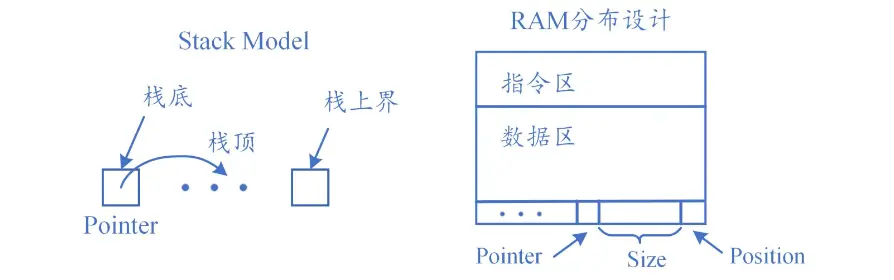 Stack Model
栈底
栈上界
栈顶
Pointer
RAM分布设计
指令区
数据区
Pointer
Size
Position